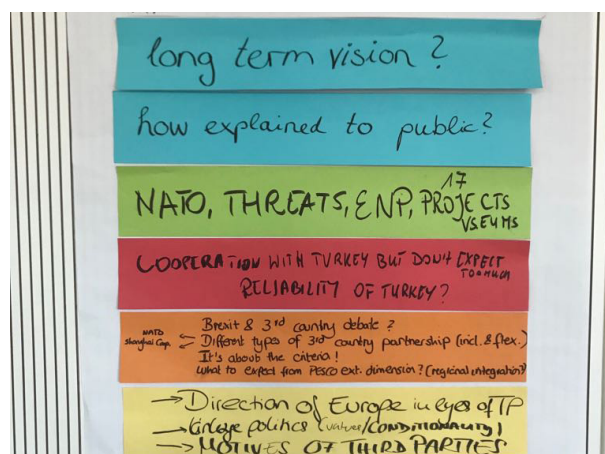 long term vision?
how explained to public?
17
NATO, THREATS, ENP, PROJECTS
VS EU MS
COOPERATION WITH TURKEY BUT DON'T EXPECT
TOO MUCH
RELIABILITY OF TURKEY?
NATO
Shanghai Coop.
Brexit & 3rd country debate?
Different types of 3rd country partnership (incl. & flex.)
It's about the criteria!
What to expect from PESCO ext. dimension? (regional integration)
→ Direction of Europe in eyes of TP
→ politics (values/CONDITIONALITY)
→ MOTIVES OF THIRD PARTIES